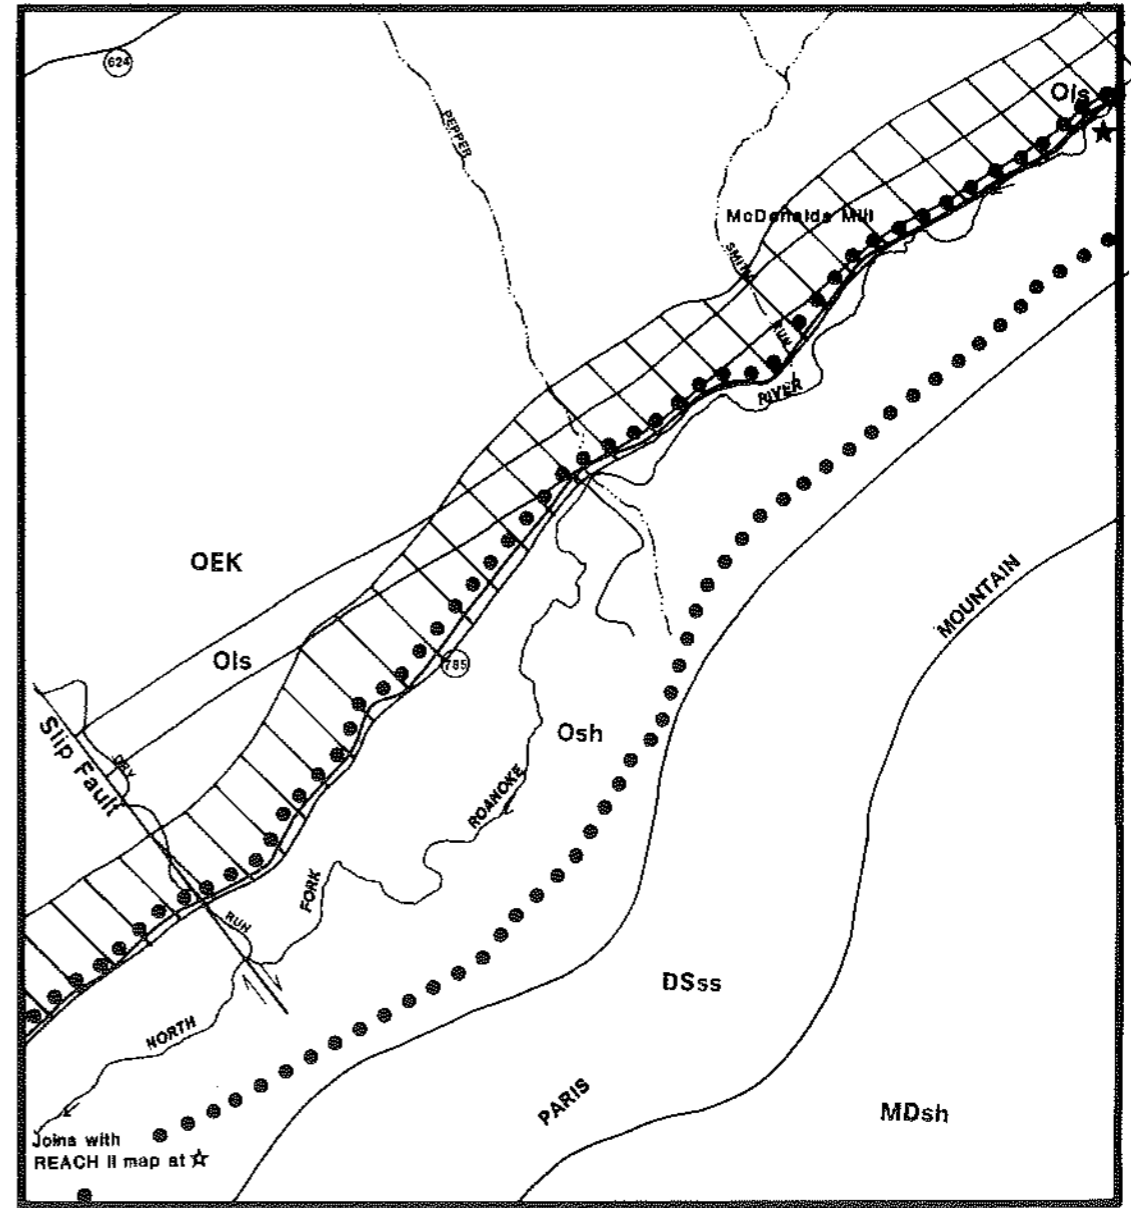 624
PEPPER
Ols
McDonalds Mill
SMITH
RUN
RIVER
OEK
MOUNTAIN
Ols
785
Slip Fault
DRY
Osh
ROANOKE
FORK
RUN
DSss
NORTH
PARIS
MDsh
Joins with
REACH II map at ☆